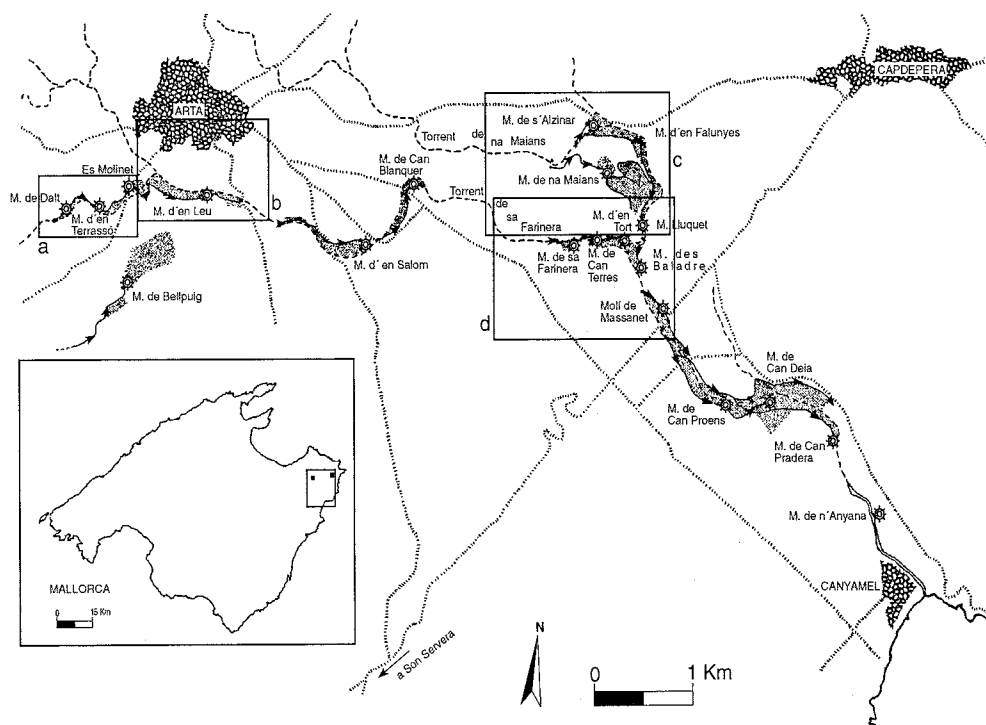 ARTA
CAPDEPERA
M. de s´Alzinar
M. d´en Falunyes
Torrent de
na Maians
c
M. de na Maians
M. de Can
Blanquer
Torrent
de
sa
Farinera
Es Molinet
M. de Dalt
M. d´en
Terrassó
a
b
M. d´en Leu
M. d´ en Salom
M. de Bellpuig
M. d´en
Tort
M. Lluquet
M. de sa
Farinera
M. de
Can
Terres
M. des
Baladre
Molí de
Massanet
d
M. de
Can Deia
M. de
Can Proens
M. de Can
Pradera
M. de n´Anyana
CANYAMEL
a Son Servera
MALLORCA
0 15 Km
N
0 1 Km